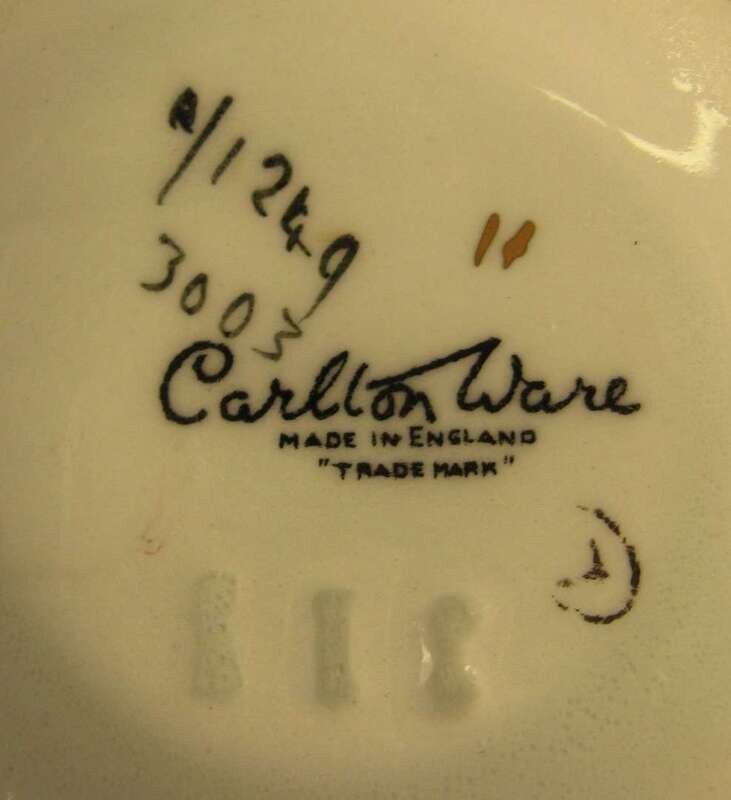 /1249
3003
Carlton Ware
MADE IN ENGLAND
"TRADE MARK"